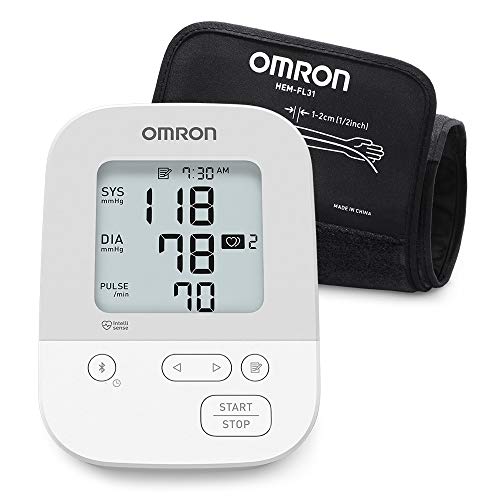 OMRON
HEM-FL31
1-2cm (1/2inch)
MADE IN CHINA
OMRON
7:30 AM
SYS
mmHg
118
DIA
mmHg
78
2
PULSE
/min
70
Intelli
sense
START
STOP